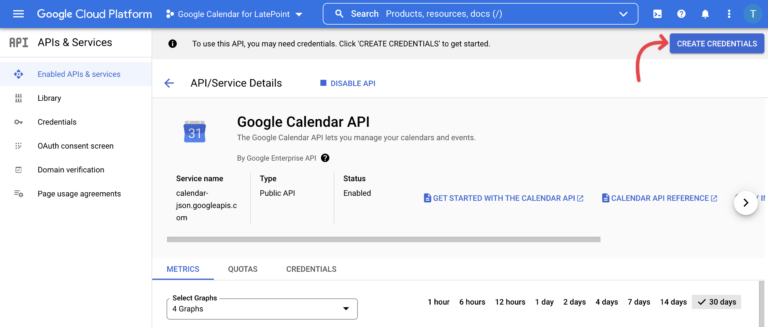 Google Cloud Platform
Google Calendar for LatePoint
Search Products, resources, docs (/)
T
API APIs & Services
To use this API, you may need credentials. Click 'CREATE CREDENTIALS' to get started.
CREATE CREDENTIALS
Enabled APIs & services
Library
Credentials
OAuth consent screen
Domain verification
Page usage agreements
API/Service Details
DISABLE API
31
Google Calendar API
The Google Calendar API lets you manage your calendars and events.
By Google Enterprise API
Service name
calendar-
json.googleapis.c
om
Type
Public API
Status
Enabled
GET STARTED WITH THE CALENDAR API
CALENDAR API REFERENCE
METRICS QUOTAS CREDENTIALS
Select Graphs
4 Graphs
1 hour 6 hours 12 hours 1 day 2 days 4 days 7 days 14 days 30 days